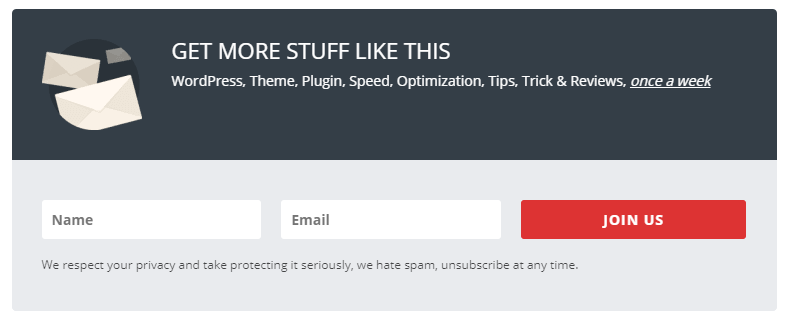 GET MORE STUFF LIKE THIS
WordPress, Theme, Plugin, Speed, Optimization, Tips, Trick & Reviews, once a week
Name Email JOIN US
We respect your privacy and take protecting it seriously, we hate spam, unsubscribe at any time.